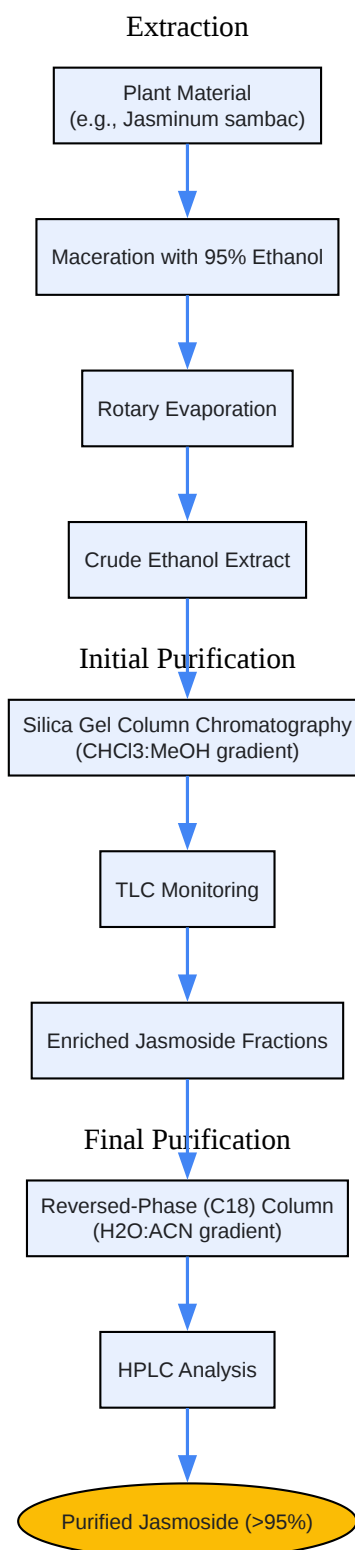 Extraction
Plant Material
(e.g., Jasminum sambac)
Maceration with 95% Ethanol
Rotary Evaporation
Crude Ethanol Extract
Initial Purification
Silica Gel Column Chromatography
(CHCl3:MeOH gradient)
TLC Monitoring
Enriched Jasmoside Fractions
Final Purification
Reversed-Phase (C18) Column
(H2O:ACN gradient)
HPLC Analysis
Purified Jasmoside (>95%)